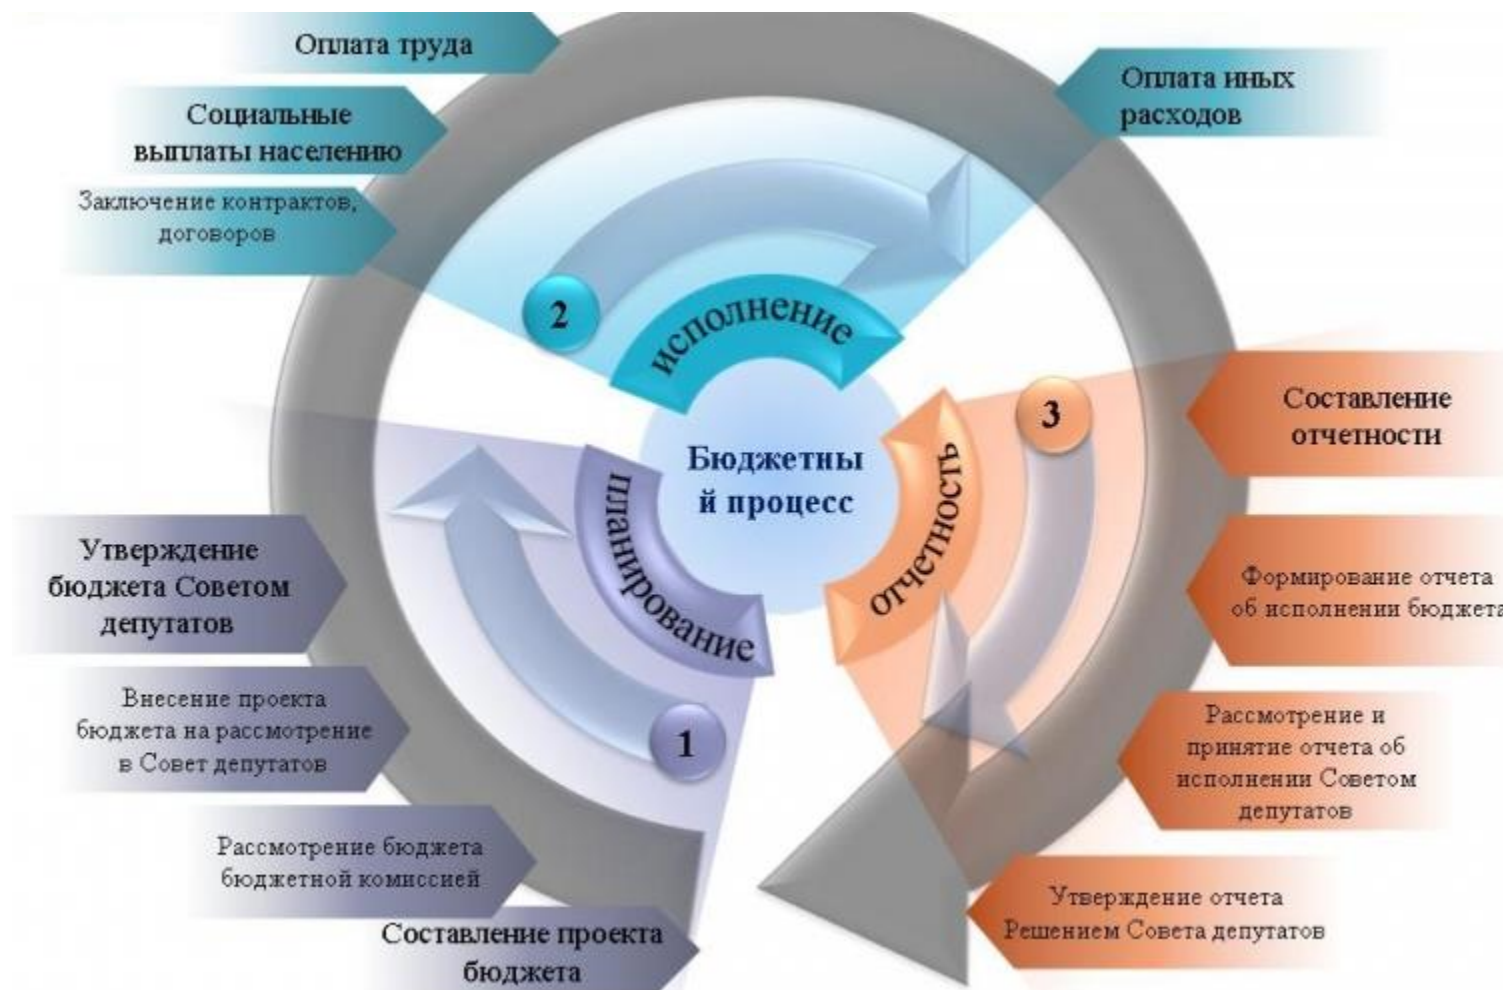 Оплата труда
Социальные
выплаты населению
Заключение контрактов,
договоров
Оплата иных
расходов
2
исполнение
3
отчетность
Бюджетны
й процесс
планирование
1
Составление
отчетности
Формирование отчета
об исполнении бюджета
Рассмотрение и
принятие отчета об
исполнении Советом
депутатов
Утверждение отчета
Решением Совета депутатов
Утверждение
бюджета Советом
депутатов
Внесение проекта
бюджета на рассмотрение
в Совет депутатов
Рассмотрение бюджета
бюджетной комиссией
Составление проекта
бюджета